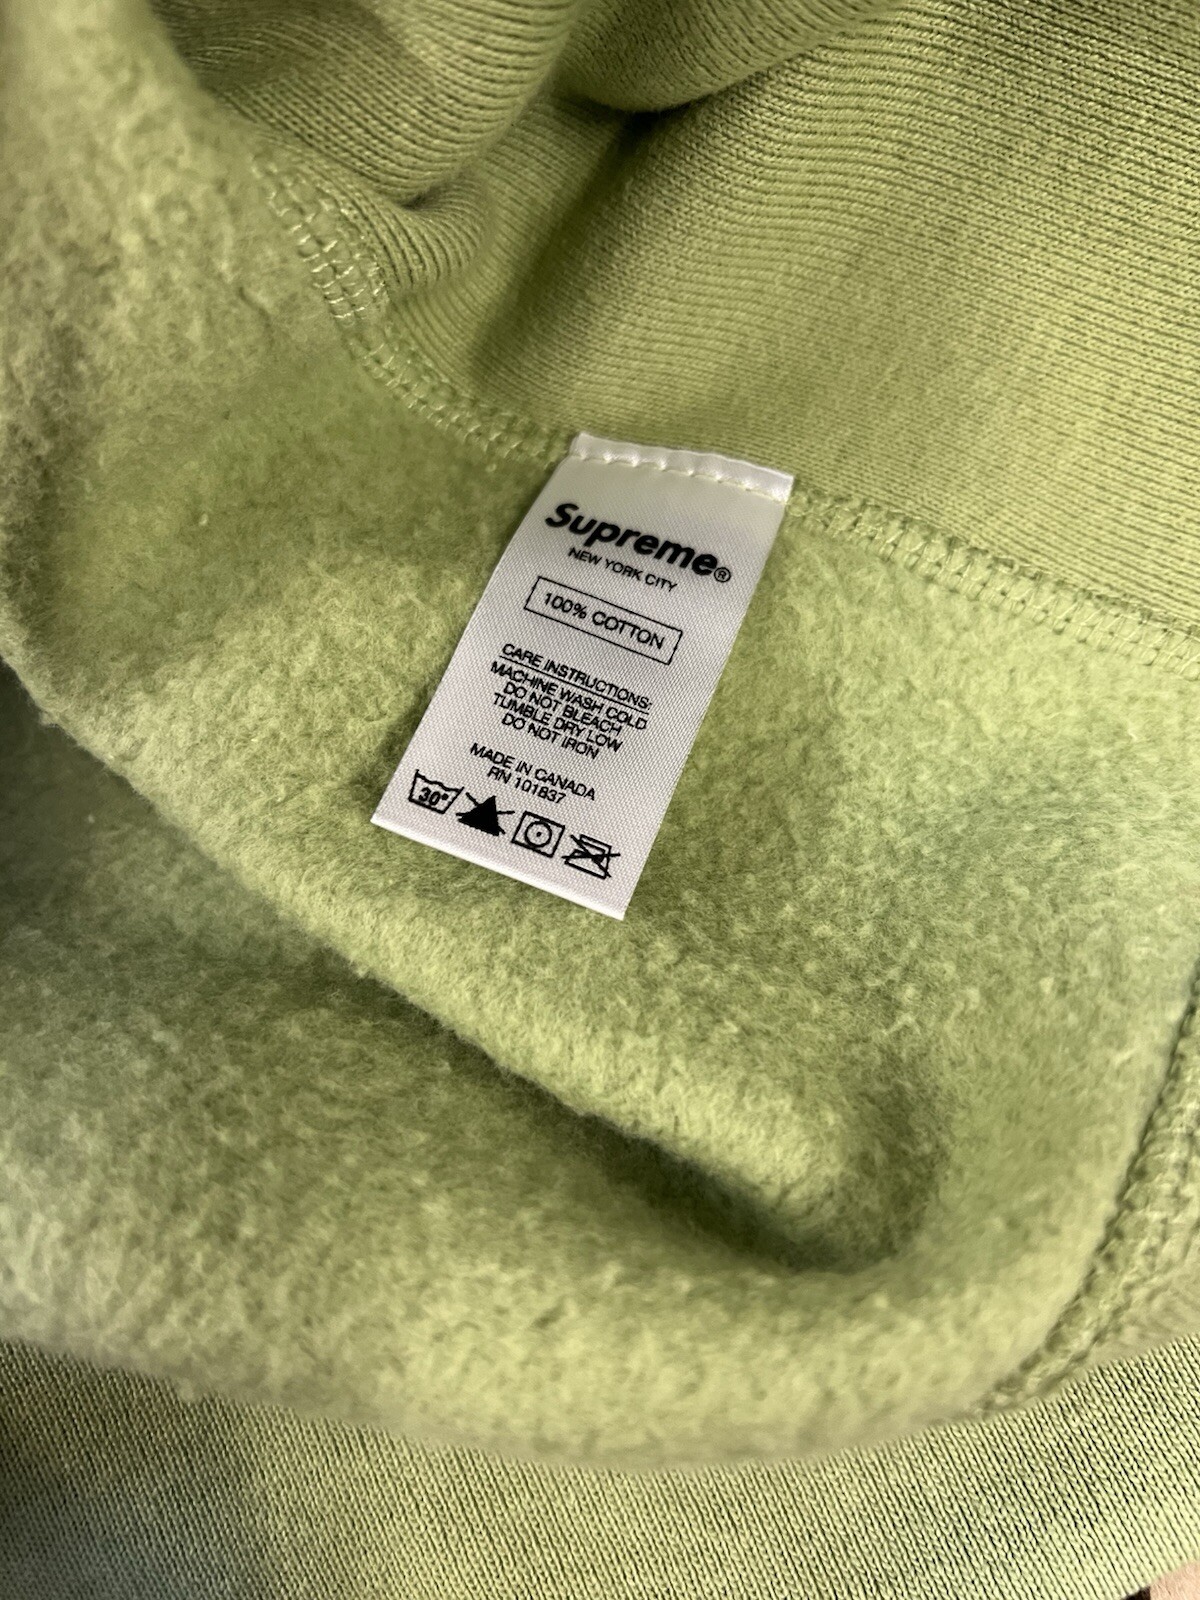 Supreme®
NEW YORK CITY
100% COTTON
CARE INSTRUCTIONS:
MACHINE WASH COLD
DO NOT BLEACH
TUMBLE DRY LOW
DO NOT IRON
MADE IN CANADA
RN 101837
30°